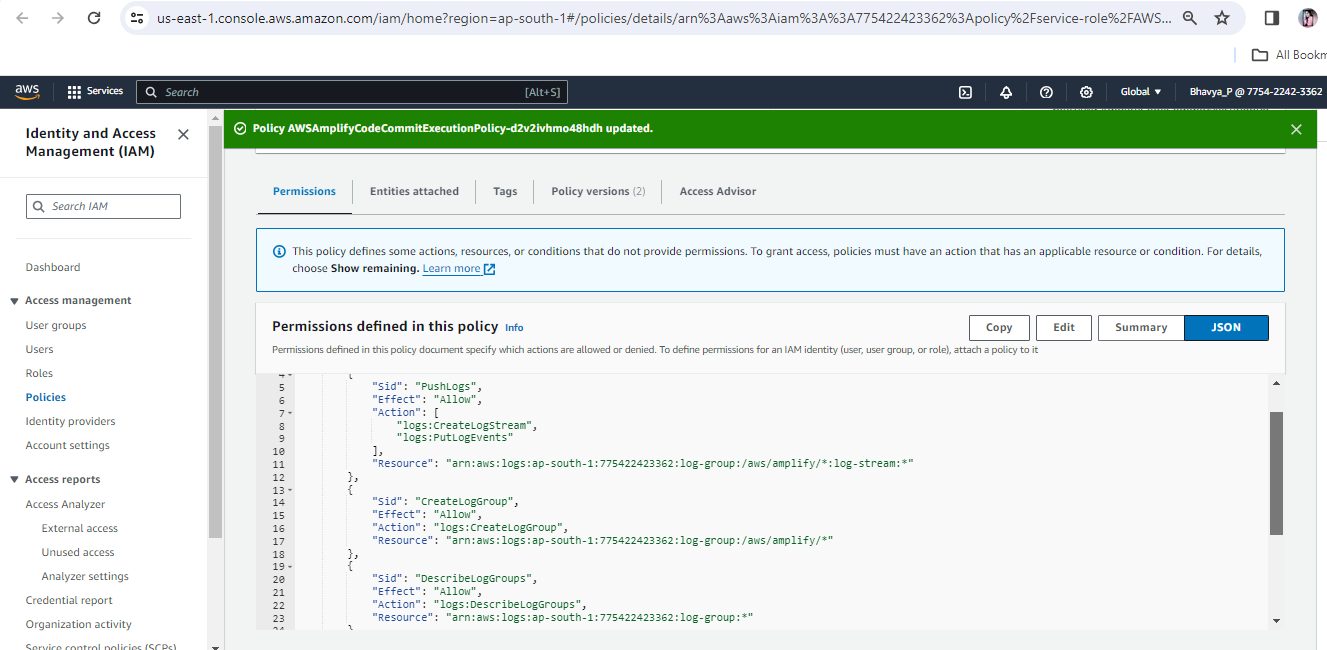 us-east-1.console.aws.amazon.com/iam/home?region=ap-south-1#/policies/details/arn%3Aaws%3Aiam%3A%3A775422423362%3Apolicy%2Fservice-role%2FAWS...
All Bookm
aws
Services
Search
[Alt+S]
Global
Bhavya_P @ 7754-2242-3362
Identity and Access
Management (IAM)
Search IAM
Dashboard
Access management
User groups
Users
Roles
Policies
Identity providers
Account settings
Access reports
Access Analyzer
External access
Unused access
Analyzer settings
Credential report
Organization activity
Service control policies (SCPs)
Policy AWSAmplifyCodeCommitExecutionPolicy-d2v2ivhmo48hdh updated.
Permissions
Entities attached
Tags
Policy versions (2)
Access Advisor
This policy defines some actions, resources, or conditions that do not provide permissions. To grant access, policies must have an action that has an applicable resource or condition. For details,
choose Show remaining. Learn more
Permissions defined in this policy Info
Copy
Edit
Summary
JSON
Permissions defined in this policy document specify which actions are allowed or denied. To define permissions for an IAM identity (user, user group, or role), attach a policy to it
4 {
5 "Sid": "PushLogs",
6 "Effect": "Allow",
7 "Action": [
8 "logs:CreateLogStream",
9 "logs:PutLogEvents"
10 ],
11 "Resource": "arn:aws:logs:ap-south-1:775422423362:log-group:/aws/amplify/*:log-stream:*"
12 },
13 {
14 "Sid": "CreateLogGroup",
15 "Effect": "Allow",
16 "Action": "logs:CreateLogGroup",
17 "Resource": "arn:aws:logs:ap-south-1:775422423362:log-group:/aws/amplify/*"
18 },
19 {
20 "Sid": "DescribeLogGroups",
21 "Effect": "Allow",
22 "Action": "logs:DescribeLogGroups",
23 "Resource": "arn:aws:logs:ap-south-1:775422423362:log-group:*"
24 }